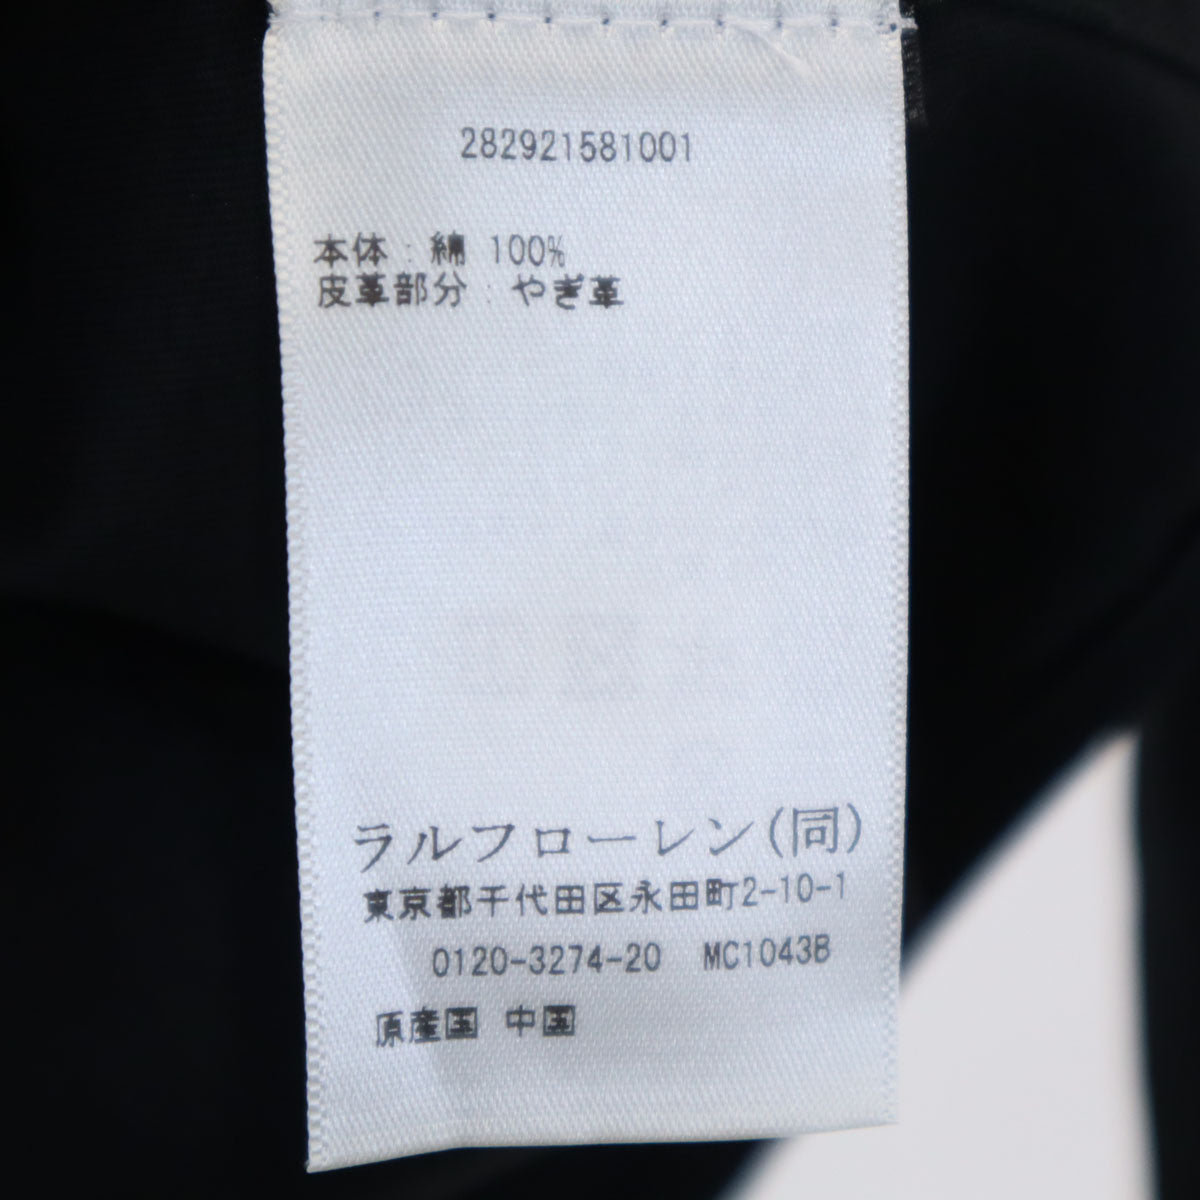 282921581001
本体：綿 100%
皮革部分：やぎ革
ラルフローレン(同)
東京都千代田区永田町2-10-1
0120-3274-20 MC1043B
原産国 中国